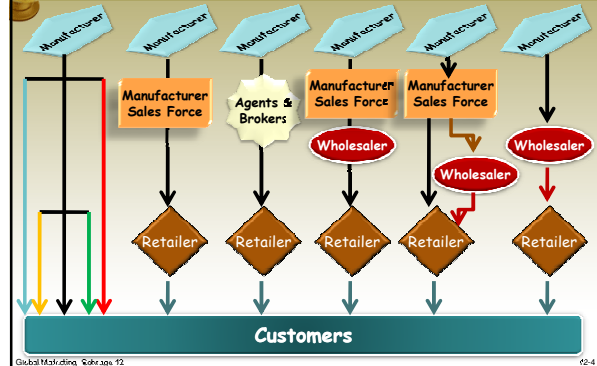 Manufacturer
Manufacturer
Manufacturer
Manufacturer
Manufacturer
Manufacturer
Manufacturer
Sales Force
Agents &
Brokers
Manufacturer
Sales Force
Manufacturer
Sales Force
Wholesaler
Wholesaler
Wholesaler
Retailer
Retailer
Retailer
Retailer
Retailer
Customers
Global Marketing 12
12-4